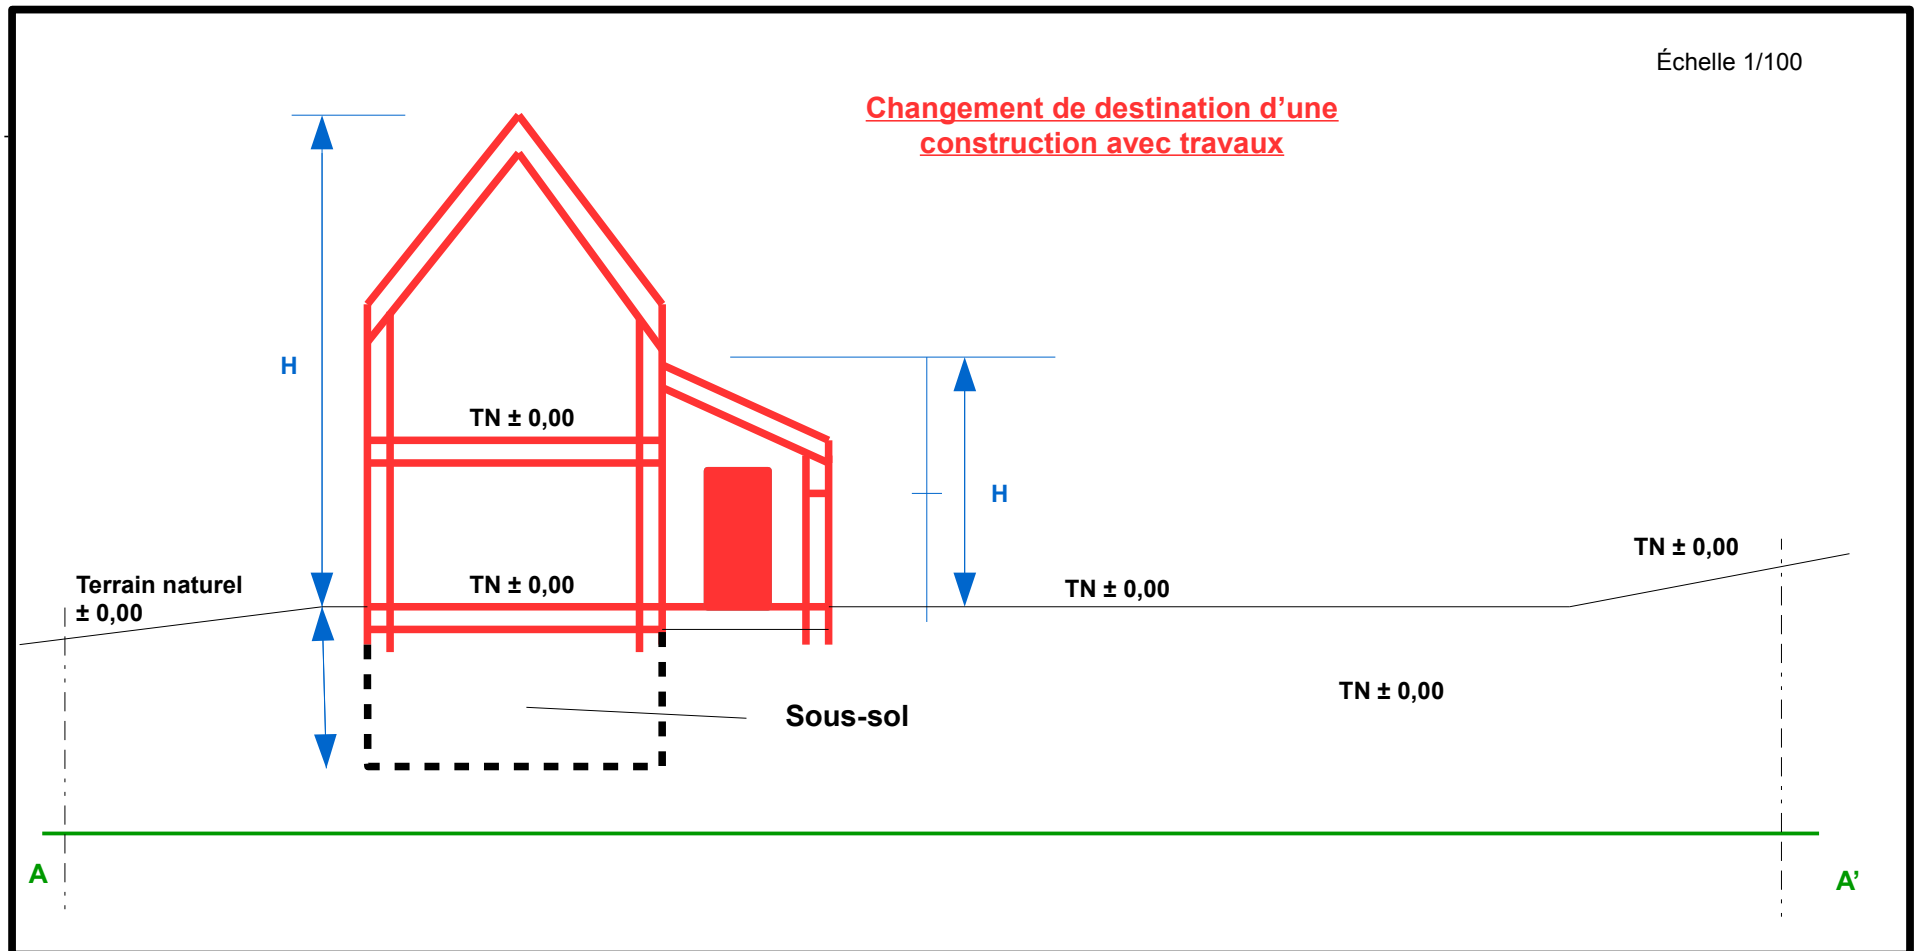 Échelle 1/100
Changement de destination d’une
construction avec travaux
H
TN ± 0,00
H
TN ± 0,00
Terrain naturel
± 0,00
TN ± 0,00
TN ± 0,00
TN ± 0,00
Sous-sol
A
A’